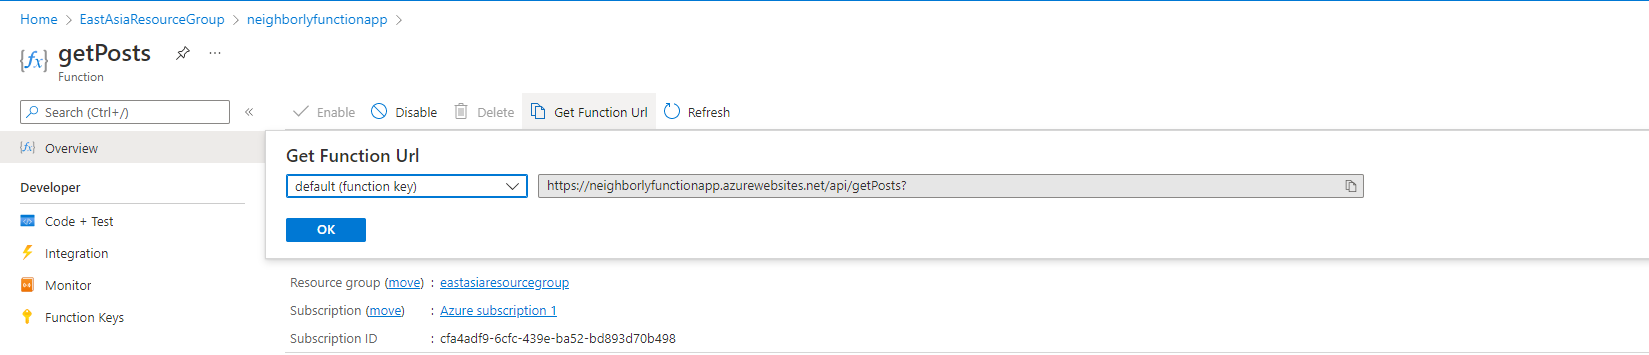 Home > EastAsiaResourceGroup > neighborlyfunctionapp >
{fx} getPosts ...
Function
Search (Ctrl+/) «
Enable Disable Delete Get Function Url Refresh
{fx} Overview
Get Function Url
default (function key) https://neighborlyfunctionapp.azurewebsites.net/api/getPosts?
OK
Developer
Code + Test
Integration
Monitor
Function Keys
Resource group (move) : eastasiaresourcegroup
Subscription (move) : Azure subscription 1
Subscription ID : cfa4adf9-6cfc-439e-ba52-bd893d70b498